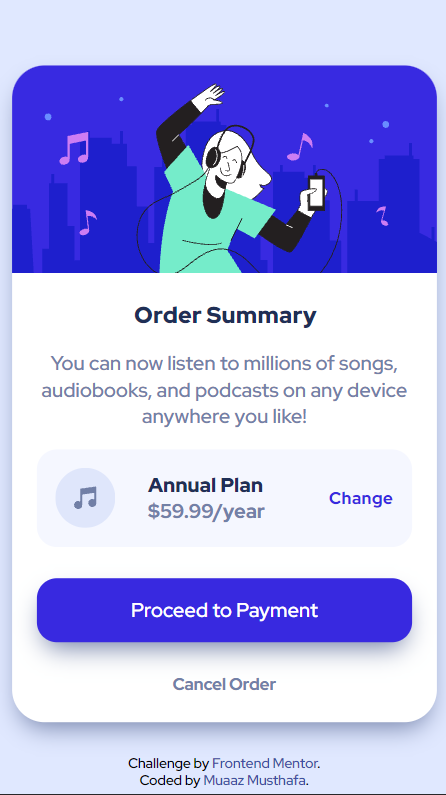 Order Summary
You can now listen to millions of songs,
audiobooks, and podcasts on any device
anywhere you like!
Annual Plan
$59.99/year
Change
Proceed to Payment
Cancel Order
Challenge by Frontend Mentor.
Coded by Muaaz Musthafa.